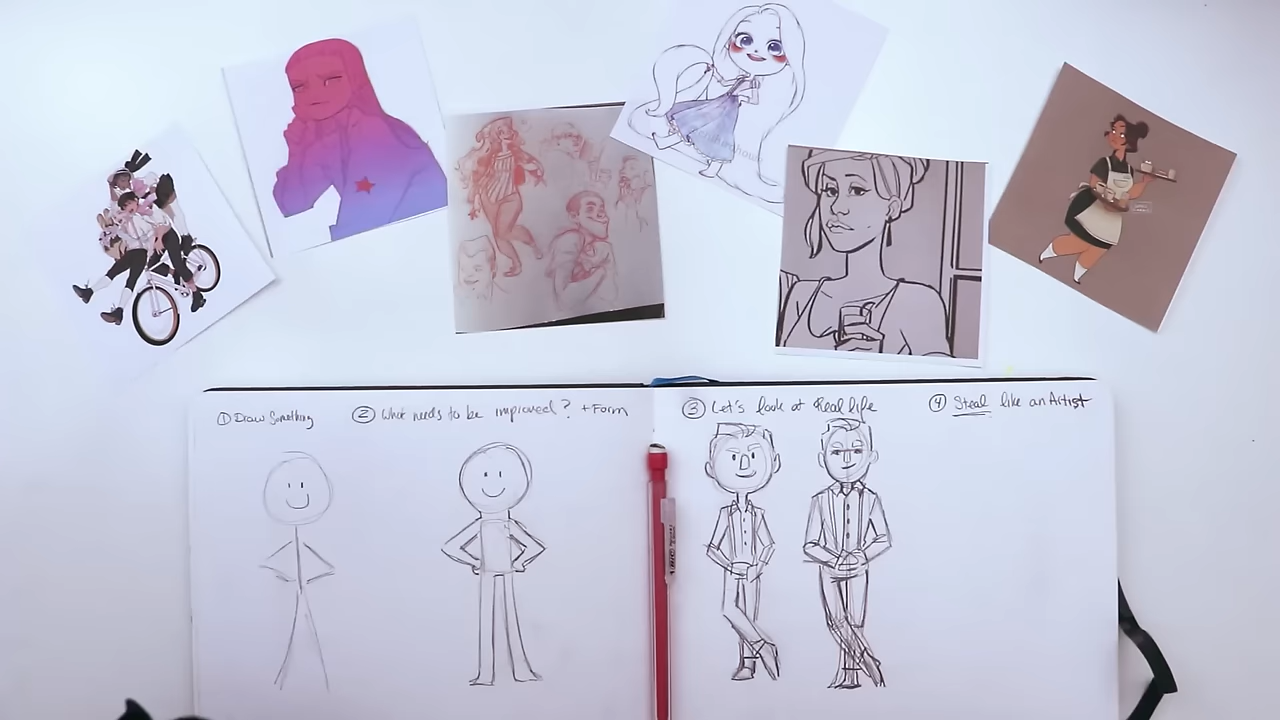 ① Draw Something
② What needs to be improved? + Form
③ Let's look at Real life
④ Steal like an Artist